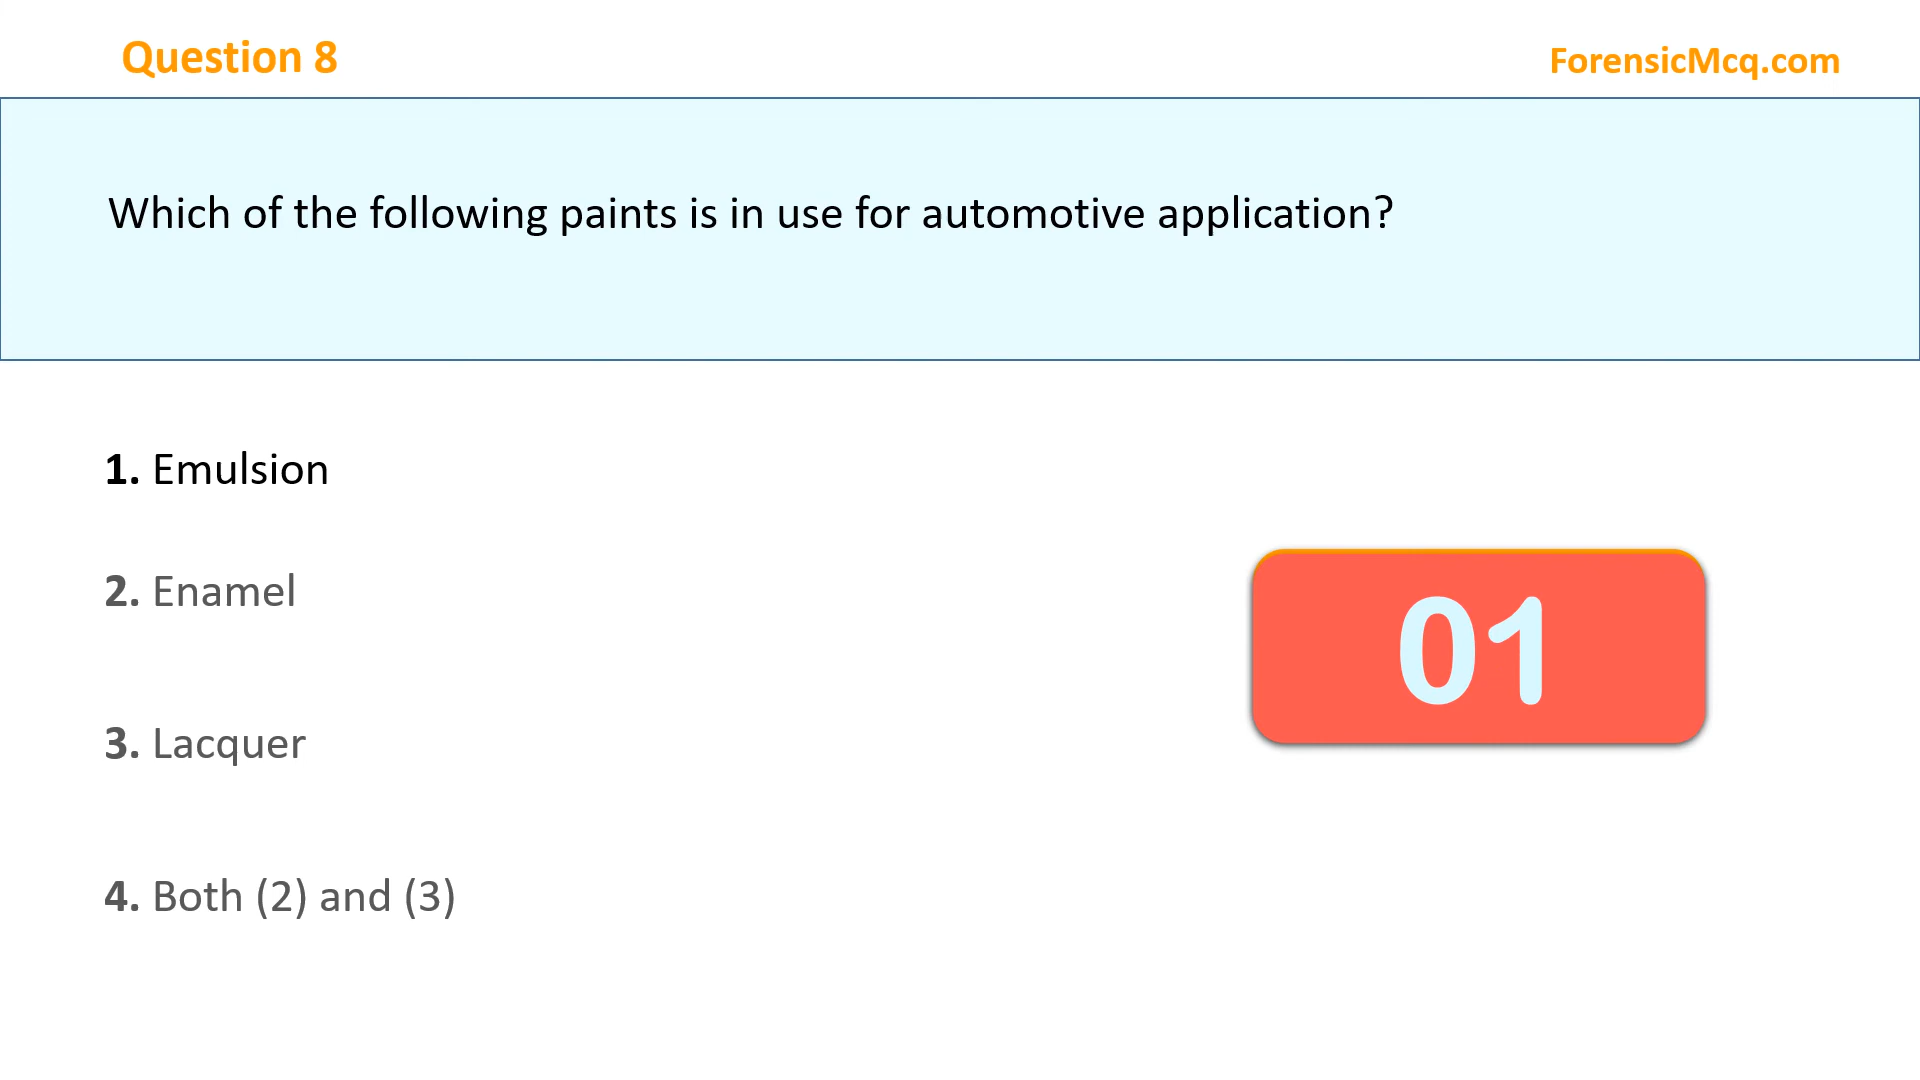 Question 8
ForensicMcq.com
Which of the following paints is in use for automotive application?
1. Emulsion
2. Enamel
01
3. Lacquer
4. Both (2) and (3)